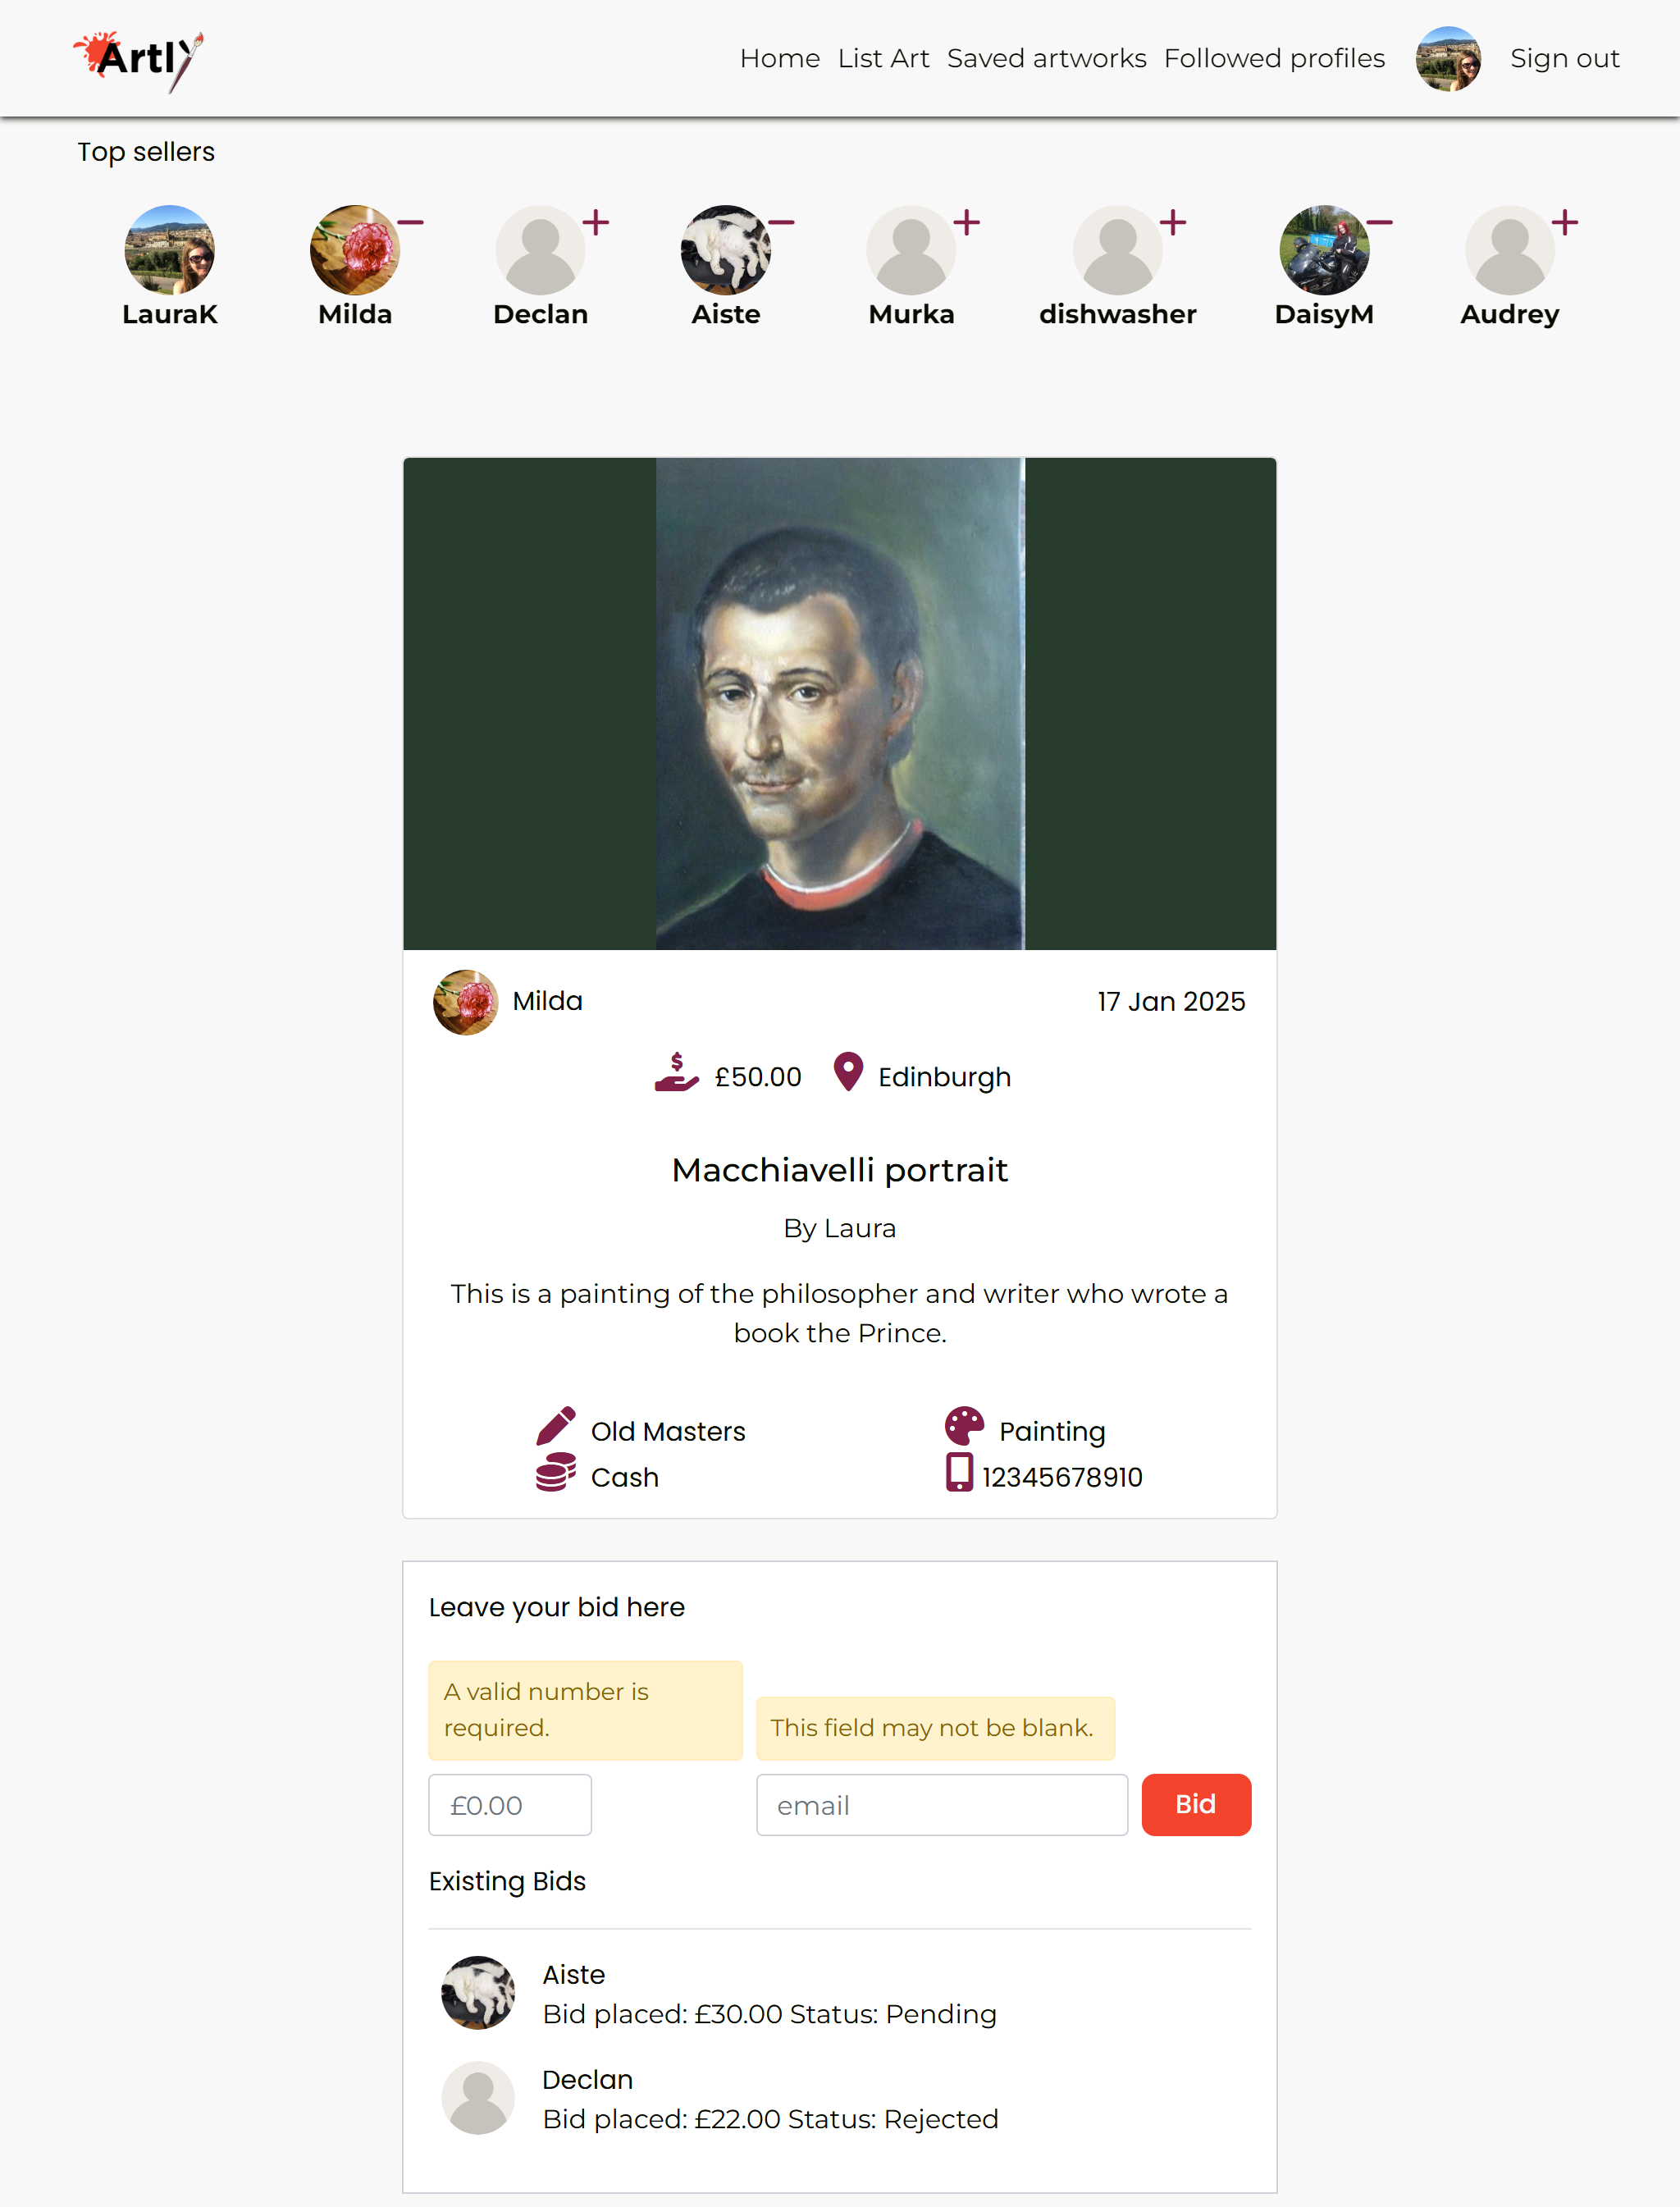 Artly
Home List Art Saved artworks Followed profiles Sign out
Top sellers
LauraK Milda Declan Aiste Murka dishwasher DaisyM Audrey
Milda 17 Jan 2025
£50.00 Edinburgh
Macchiavelli portrait
By Laura
This is a painting of the philosopher and writer who wrote a
book the Prince.
Old Masters Painting
Cash 12345678910
Leave your bid here
A valid number is
required.
This field may not be blank.
£0.00 email Bid
Existing Bids
Aiste
Bid placed: £30.00 Status: Pending
Declan
Bid placed: £22.00 Status: Rejected